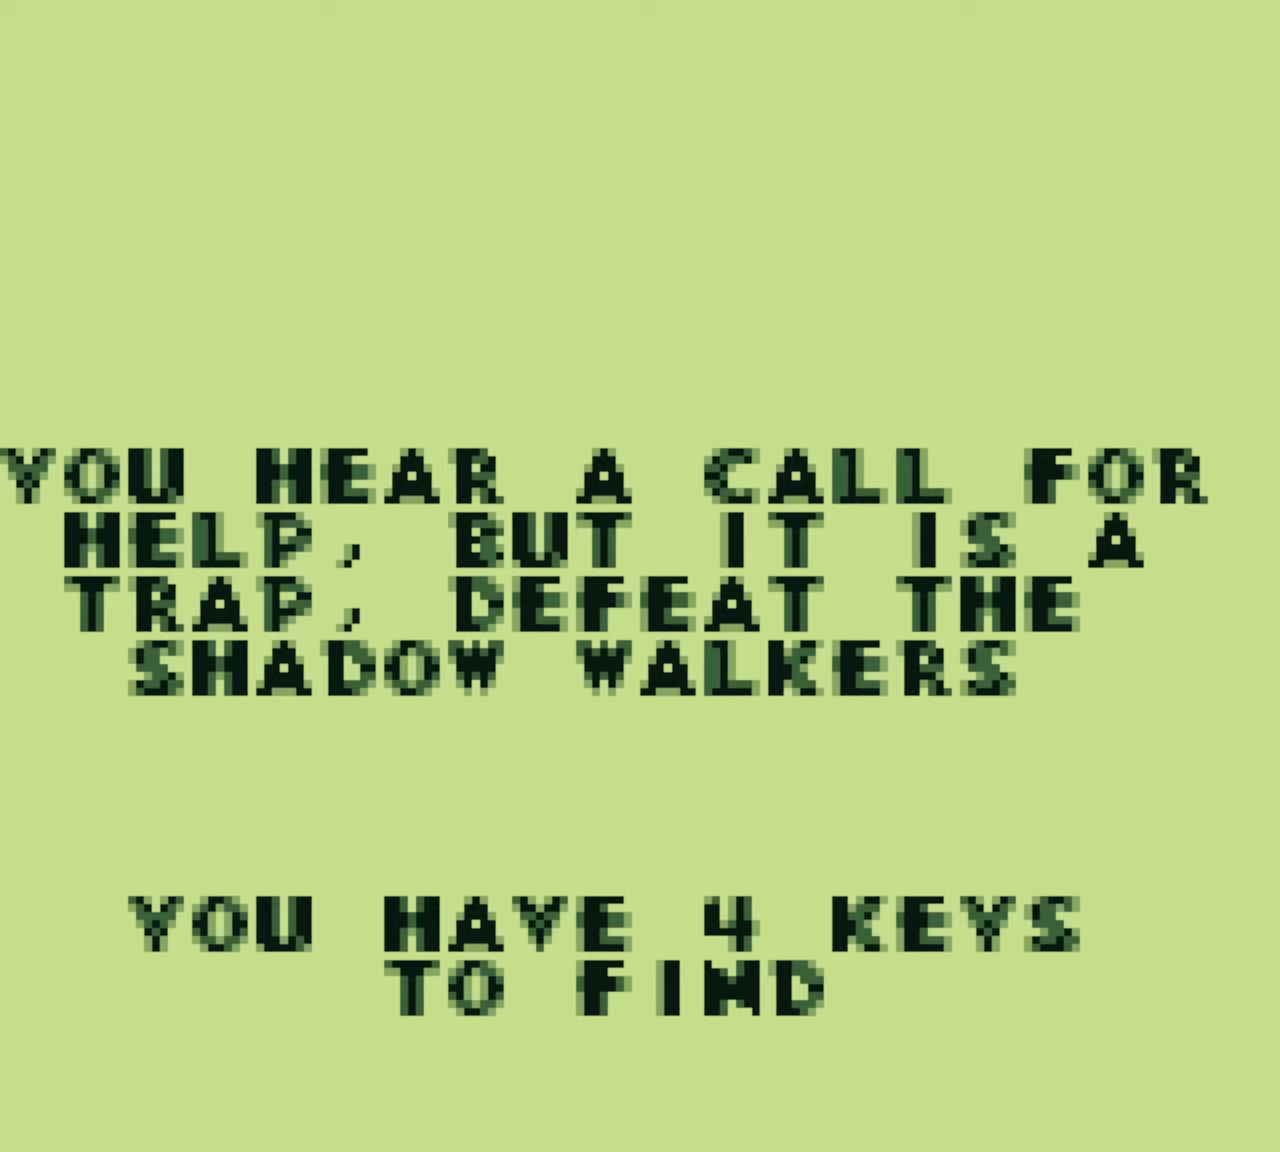 YOU HEAR A CALL FOR
HELP, BUT IT IS A
TRAP, DEFEAT THE
SHADOW WALKERS
YOU HAVE 4 KEYS
TO FIND